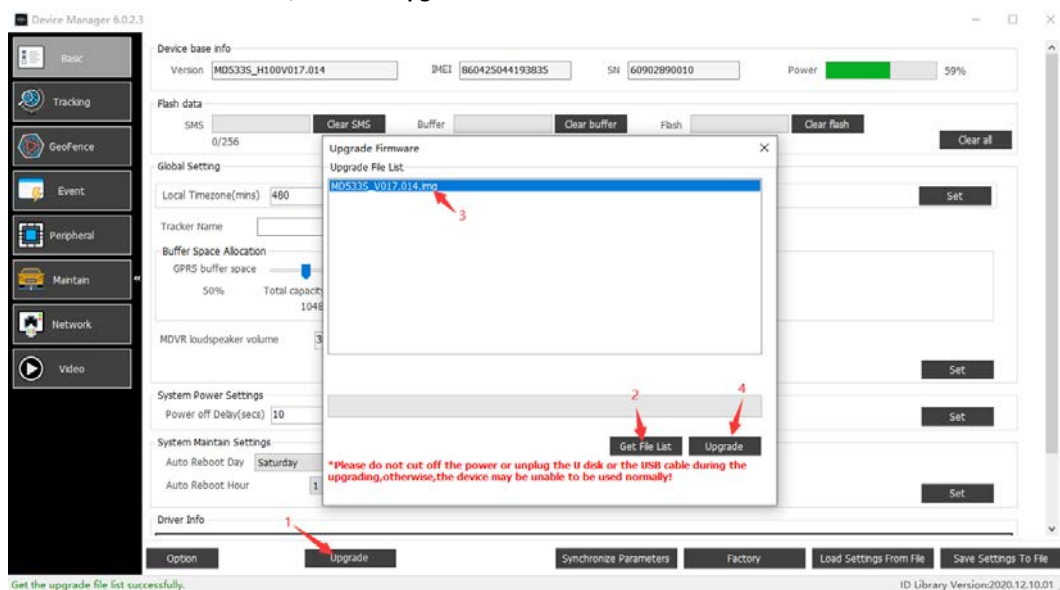 Device Manager 6.0.2.3
Basic
Tracking
GeoFence
Event
Peripheral
Maintain
Network
Video
«
Device base info
Version MD533S_H100V017.014 IMEI 860425044193835 SN 60902890010 Power 59%
Flash data
SMS Clear SMS Buffer Clear buffer Flash Clear flash
0/256 Clear all
Global Setting
Local Timezone(mins) 480 Set
Tracker Name
Buffer Space Allocation
GPRS buffer space
50% Total capacity
1048
MDVR loudspeaker volume 3
Set
System Power Settings
Power off Delay(secs) 10 Set
System Maintain Settings
Auto Reboot Day Saturday
Auto Reboot Hour 1 Set
Driver Info
Upgrade Firmware
Upgrade File List
MD533S_V017.014.img
3
2 4
Get File List Upgrade
*Please do not cut off the power or unplug the U disk or the USB cable during the
upgrading,otherwise,the device may be unable to be used normally!
1
Option Upgrade Synchronize Parameters Factory Load Settings From File Save Settings To File
Get the upgrade file list successfully. ID Library Version:2020.12.10.01